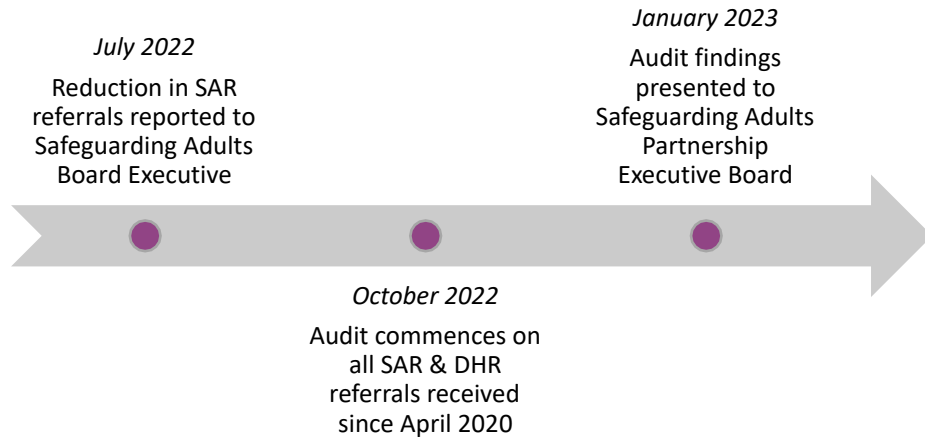 July 2022
Reduction in SAR
referrals reported to
Safeguarding Adults
Board Executive
October 2022
Audit commences on
all SAR & DHR
referrals received
since April 2020
January 2023
Audit findings
presented to
Safeguarding Adults
Partnership
Executive Board